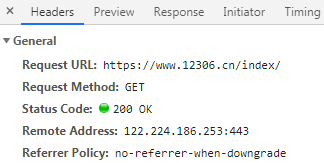 Headers Preview Response Initiator Timing
General
Request URL: https://www.12306.cn/index/
Request Method: GET
Status Code: 200 OK
Remote Address: 122.224.186.253:443
Referrer Policy: no-referrer-when-downgrade